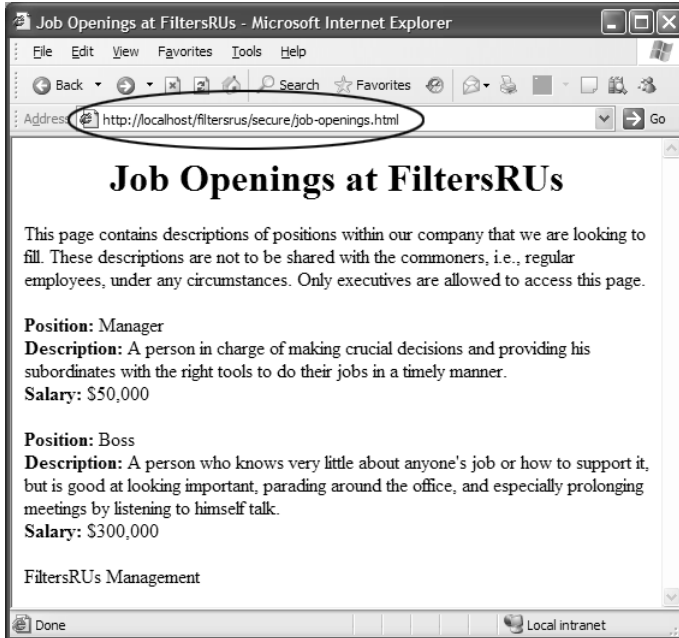 Job Openings at FiltersRUs - Microsoft Internet Explorer
File Edit View Favorites Tools Help
Back Search Favorites
Address http://localhost/filtersrus/secure/job-openings.html Go
Job Openings at FiltersRUs
This page contains descriptions of positions within our company that we are looking to
fill. These descriptions are not to be shared with the commoners, i.e., regular
employees, under any circumstances. Only executives are allowed to access this page.
Position: Manager
Description: A person in charge of making crucial decisions and providing his
subordinates with the right tools to do their jobs in a timely manner.
Salary: $50,000
Position: Boss
Description: A person who knows very little about anyone's job or how to support it,
but is good at looking important, parading around the office, and especially prolonging
meetings by listening to himself talk.
Salary: $300,000
FiltersRUs Management
Done Local intranet